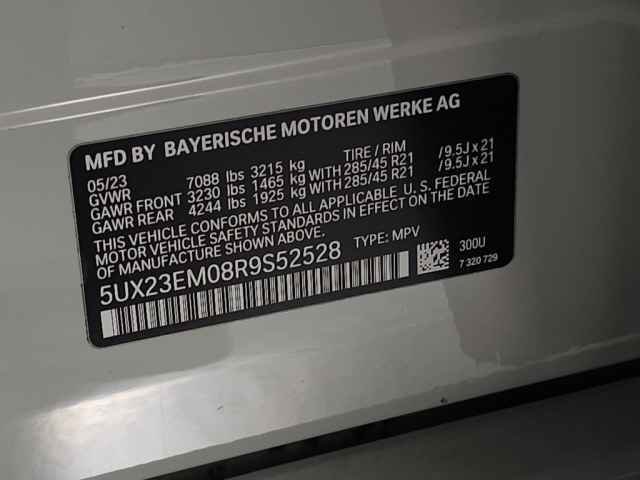 MFD BY BAYERISCHE MOTOREN WERKE AG
05/23 7088 lbs 3215 kg TIRE / RIM
GVWR
GAWR FRONT 3230 lbs 1465 kg WITH 285/45 R21 /9.5J x 21
GAWR REAR 4244 lbs 1925 kg WITH 285/45 R21 /9.5J x 21
THIS VEHICLE CONFORMS TO ALL APPLICABLE U. S. FEDERAL
MOTOR VEHICLE SAFETY STANDARDS IN EFFECT ON THE DATE
OF MANUFACTURE SHOWN ABOVE.
5UX23EM08R9S52528 TYPE: MPV
300U
7 320 729